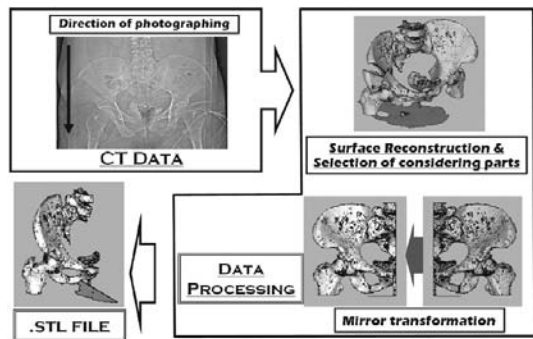 Direction of photographing
CT DATA
Surface Reconstruction &
Selection of considering parts
Mirror transformation
DATA
PROCESSING
.STL FILE